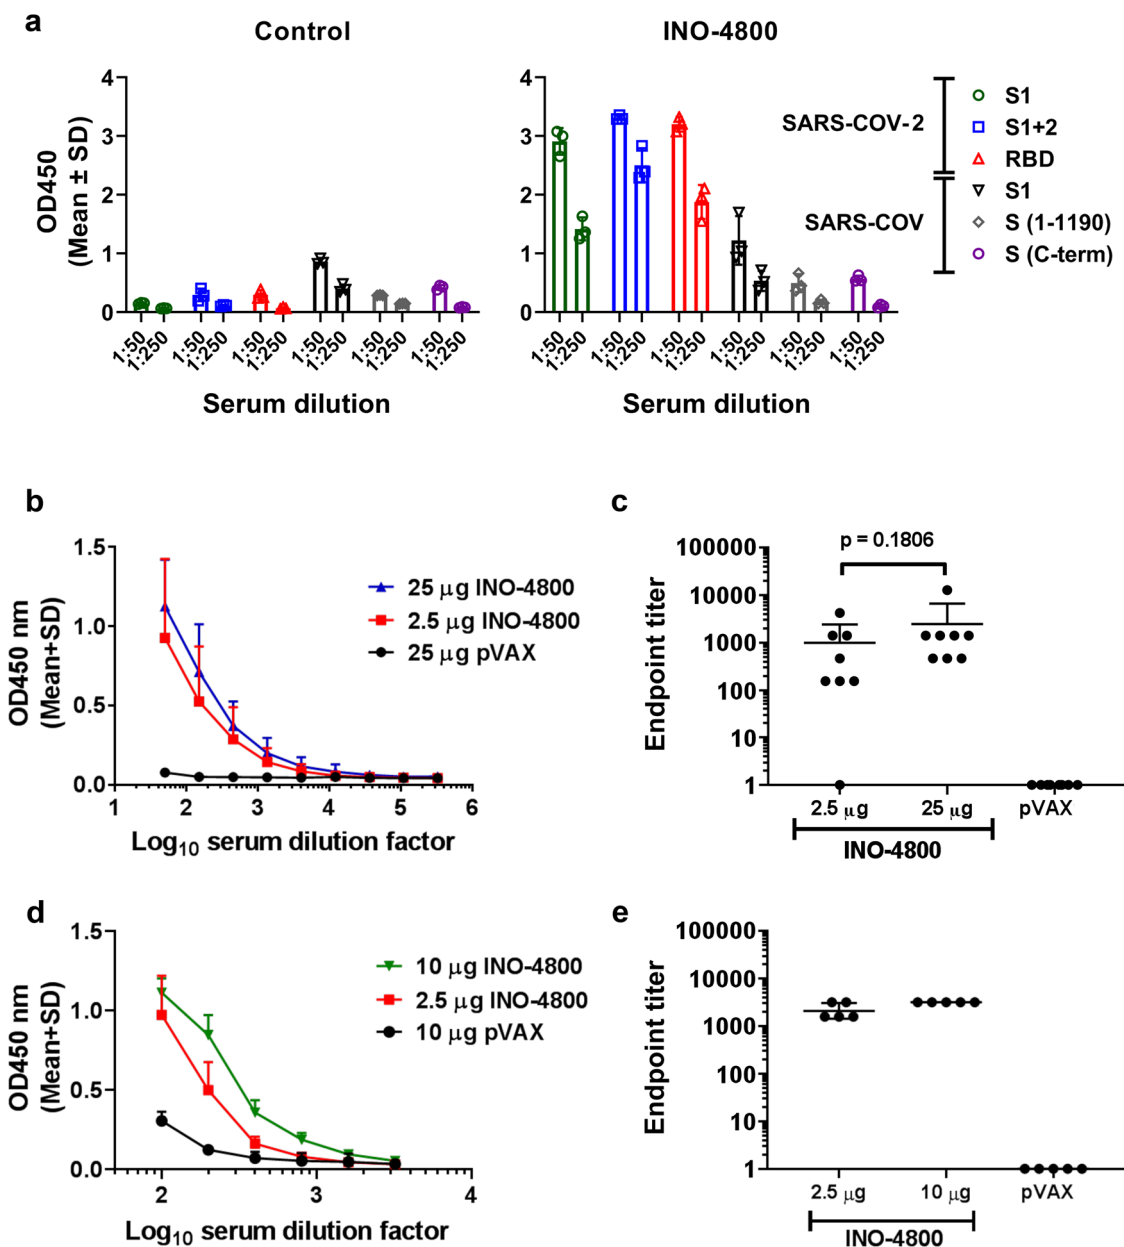 a
Control
INO-4800
OD450
(Mean ± SD)
4
3
2
1
0
1:50
1:250
1:50
1:250
1:50
1:250
1:50
1:250
1:50
1:250
1:50
1:250
Serum dilution
4
3
2
1
0
1:50
1:250
1:50
1:250
1:50
1:250
1:50
1:250
1:50
1:250
1:50
1:250
Serum dilution
SARS-COV-2
SARS-COV
S1
S1+2
RBD
S1
S (1-1190)
S (C-term)
b
OD450 nm
(Mean+SD)
1.5
1.0
0.5
0.0
1 2 3 4 5 6
Log10 serum dilution factor
25 μg INO-4800
2.5 μg INO-4800
25 μg pVAX
c
Endpoint titer
100000
10000
1000
100
10
1
p = 0.1806
2.5 μg 25 μg pVAX
INO-4800
d
OD450 nm
(Mean+SD)
1.5
1.0
0.5
0.0
2 3 4
Log10 serum dilution factor
10 μg INO-4800
2.5 μg INO-4800
10 μg pVAX
e
Endpoint titer
100000
10000
1000
100
10
1
2.5 μg 10 μg pVAX
INO-4800